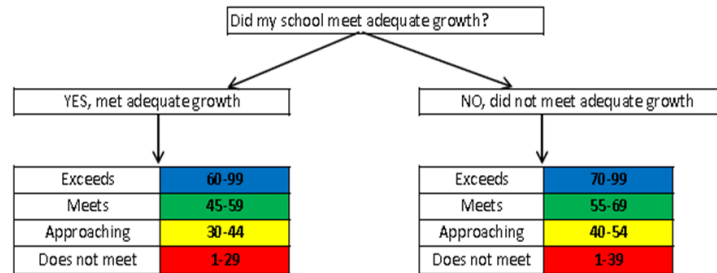 Did my school meet adequate growth?
YES, met adequate growth
NO, did not meet adequate growth
Exceeds 60-99
Meets 45-59
Approaching 30-44
Does not meet 1-29
Exceeds 70-99
Meets 55-69
Approaching 40-54
Does not meet 1-39